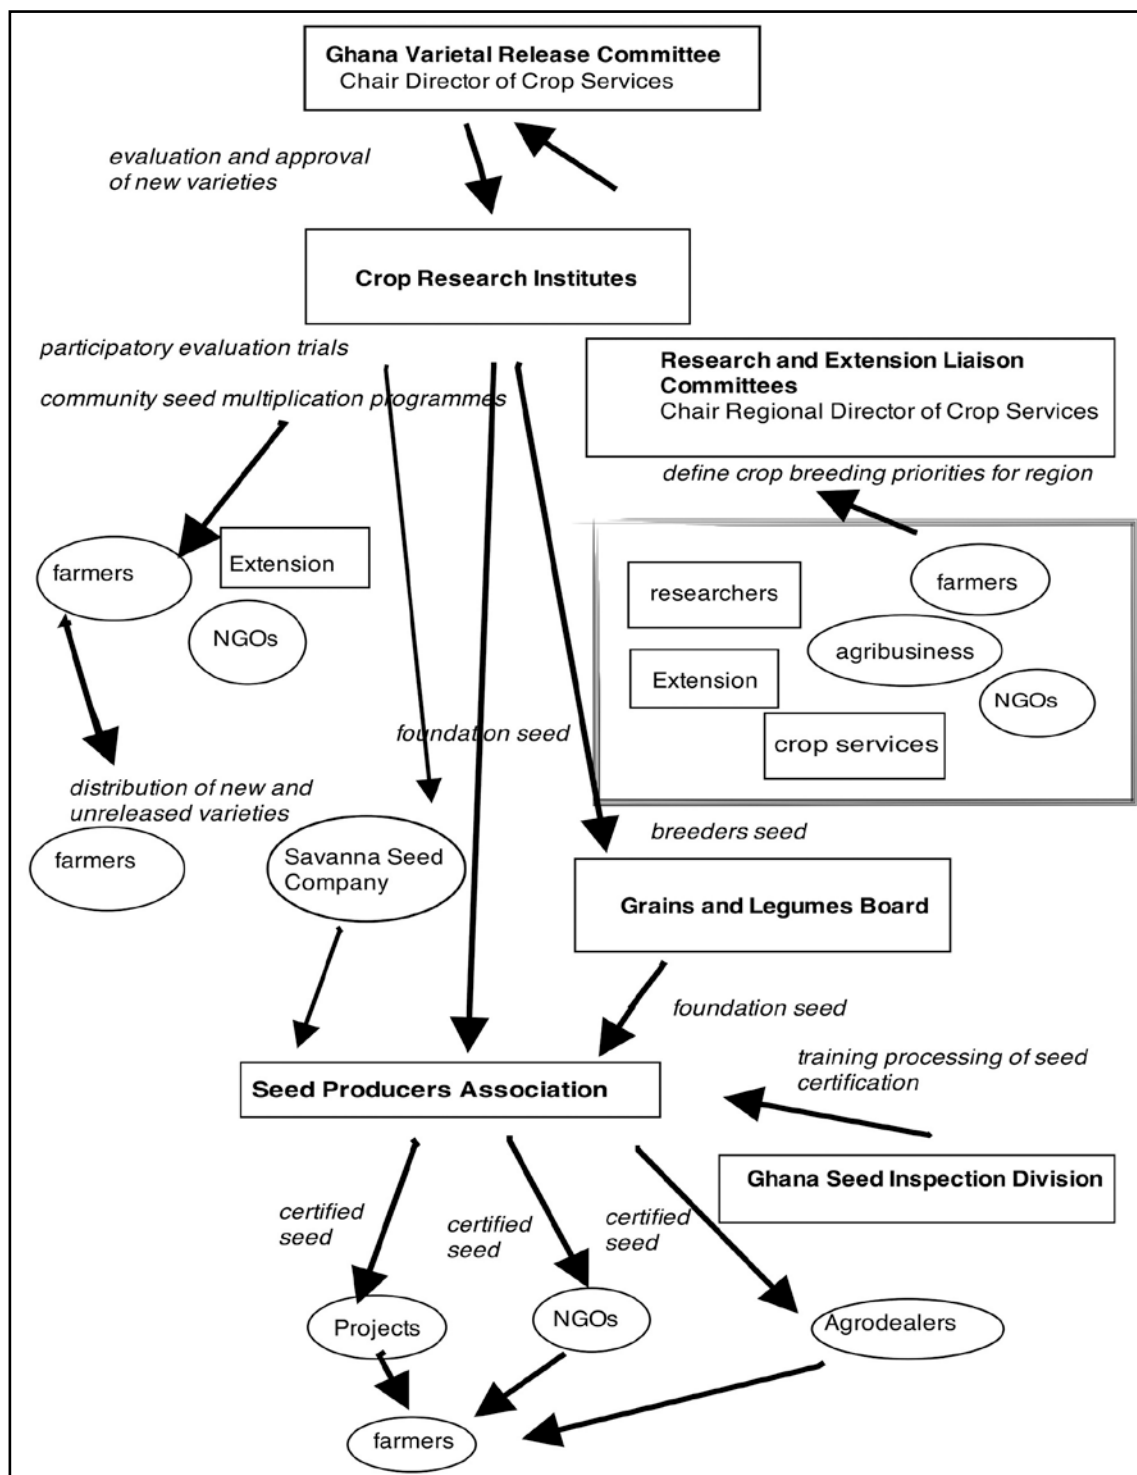 Ghana Varietal Release Committee
Chair Director of Crop Services
evaluation and approval
of new varieties
Crop Research Institutes
participatory evaluation trials
community seed multiplication programmes
Research and Extension Liaison
Committees
Chair Regional Director of Crop Services
define crop breeding priorities for region
farmers
Extension
NGOs
researchers
farmers
agribusiness
Extension
NGOs
crop services
foundation seed
distribution of new and
unreleased varieties
farmers
Savanna Seed
Company
breeders seed
Grains and Legumes Board
foundation seed
training processing of seed
certification
Seed Producers Association
Ghana Seed Inspection Division
certified
seed
certified
seed
certified
seed
Projects
NGOs
Agrodealers
farmers